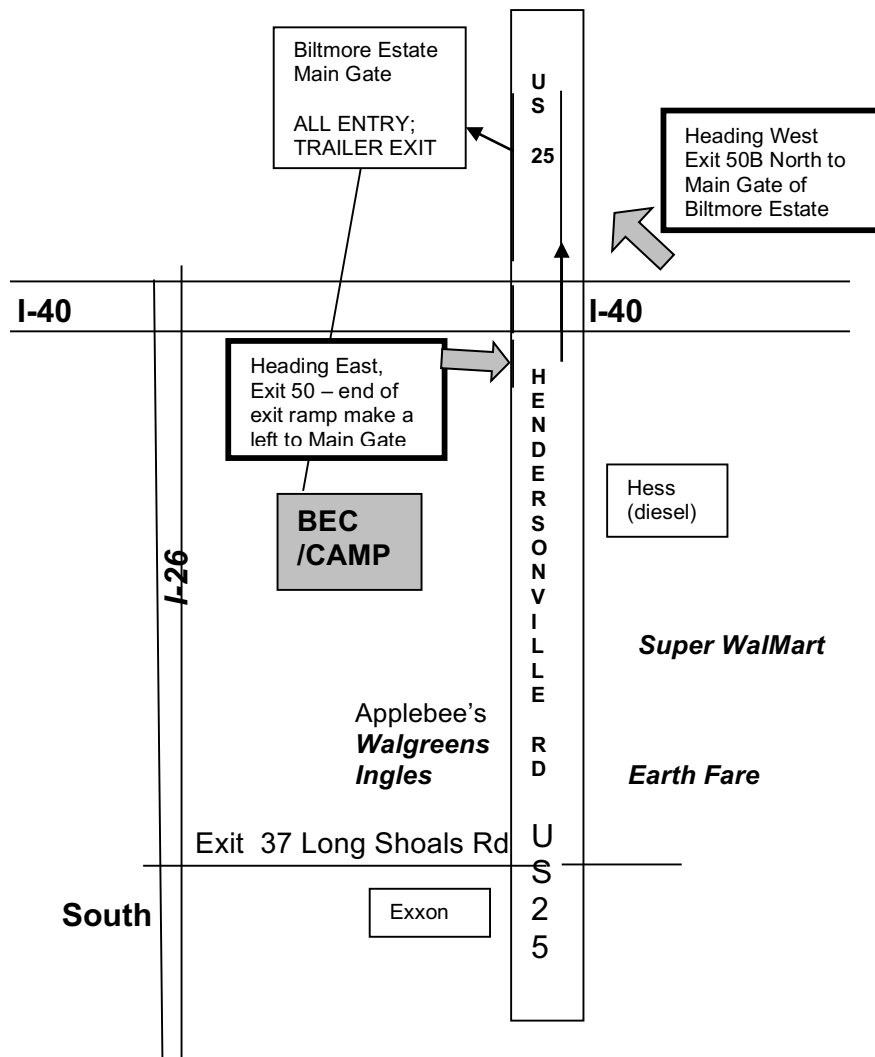 Biltmore Estate
Main Gate
ALL ENTRY;
TRAILER EXIT
US 25
Heading West
Exit 50B North to
Main Gate of
Biltmore Estate
I-40
I-40
Heading East,
Exit 50 – end of
exit ramp make a
left to Main Gate
HENDERSONVILLE RD
BEC
/CAMP
Hess
(diesel)
I-26
Super WalMart
Applebee's
Walgreens
Ingles
Earth Fare
Exit 37 Long Shoals Rd
US25
South
Exxon